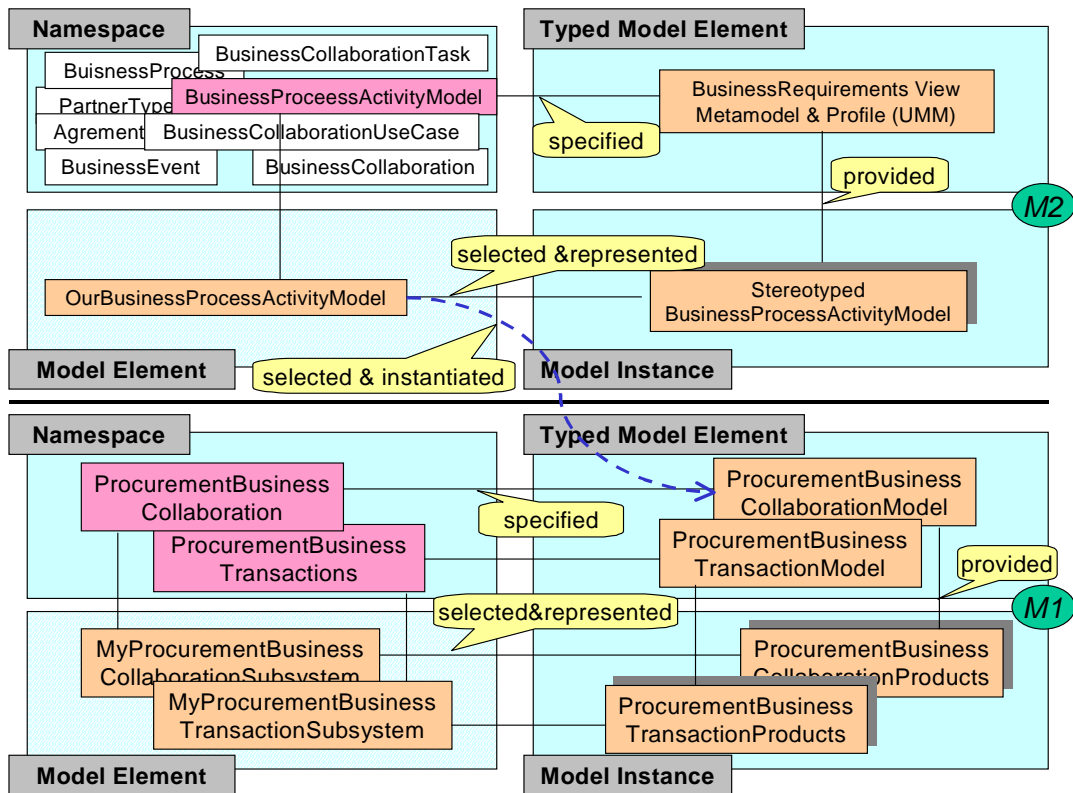 Namespace
Typed Model Element
BusinessCollaborationTask
BuisnessProcess
PartnerType
BusinessProceessActivityModel
Agrement
BusinessCollaborationUseCase
BusinessEvent
BusinessCollaboration
BusinessRequirements View
Metamodel & Profile (UMM)
specified
provided
M2
selected &represented
OurBusinessProcessActivityModel
Stereotyped
BusinessProcessActivityModel
Model Element
selected & instantiated
Model Instance
Namespace
Typed Model Element
ProcurementBusiness
Collaboration
ProcurementBusiness
CollaborationModel
specified
ProcurementBusiness
Transactions
ProcurementBusiness
TransactionModel
provided
selected&represented
M1
MyProcurementBusiness
CollaborationSubsystem
ProcurementBusiness
CollaborationProducts
MyProcurementBusiness
TransactionSubsystem
ProcurementBusiness
TransactionProducts
Model Element
Model Instance